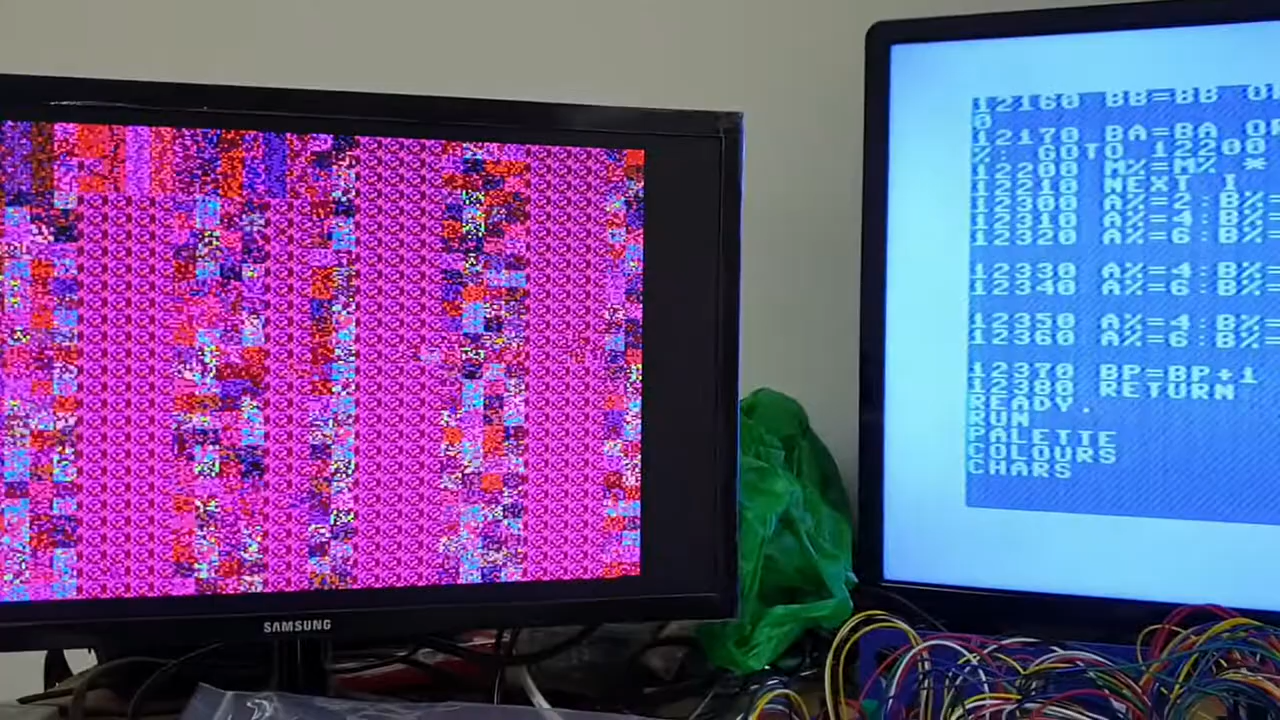 SAMSUNG
12160 BB=BB O
0
12170 BA=BA O
%: GOTO 12200
12200 M%=M% *
12210 NEXT I
12300 A%=2:B%=
12310 A%=4:B%=
12320 A%=6:B%=
12330 A%=4:B%=
12340 A%=6:B%=
12350 A%=4:B%=
12360 A%=6:B%=
12370 BP=BP+1
12380 RETURN
READY.
RUN
PALETTE
COLOURS
CHARS